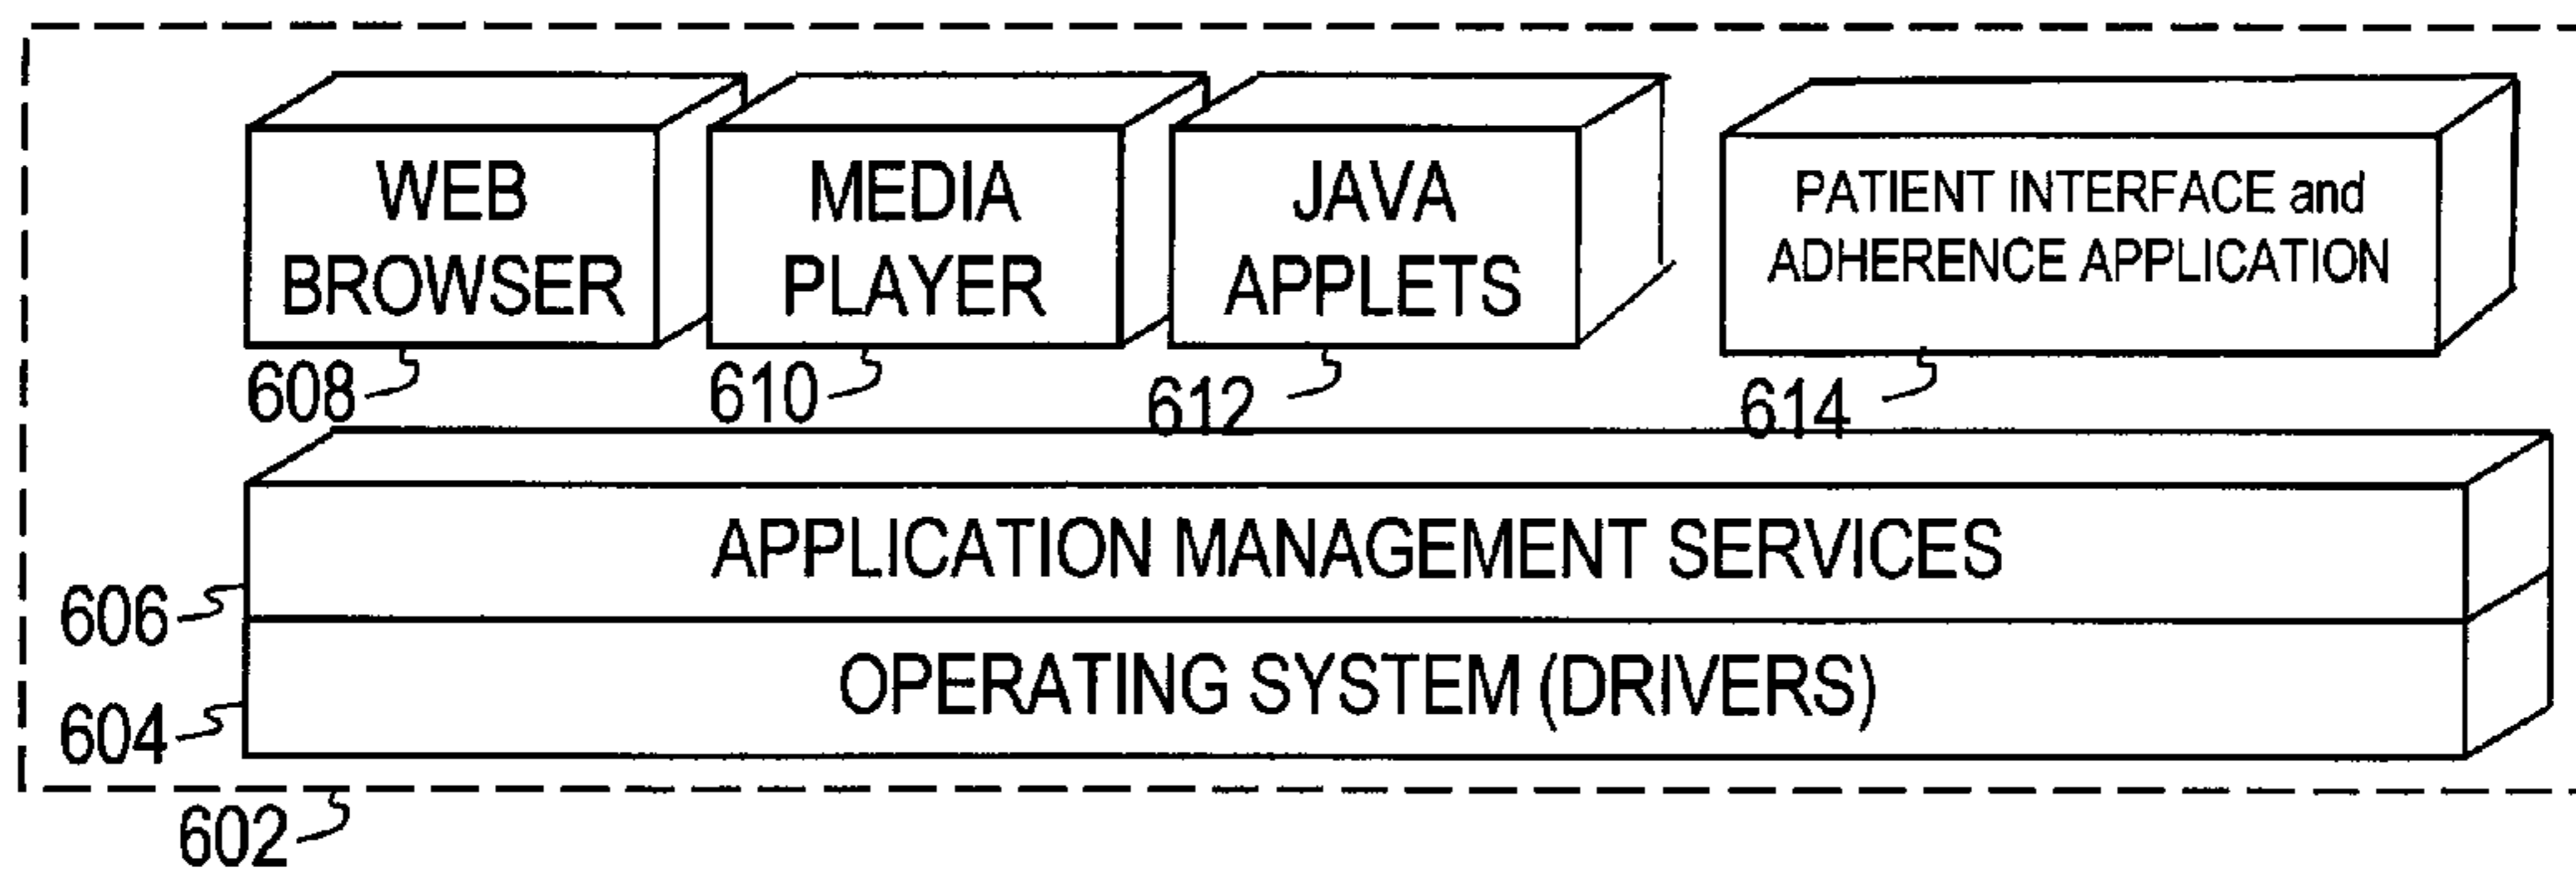 WEB
BROWSER
MEDIA
PLAYER
JAVA
APPLETS
PATIENT INTERFACE and
ADHERENCE APPLICATION
608
610
612
614
APPLICATION MANAGEMENT SERVICES
606
OPERATING SYSTEM (DRIVERS)
604
602